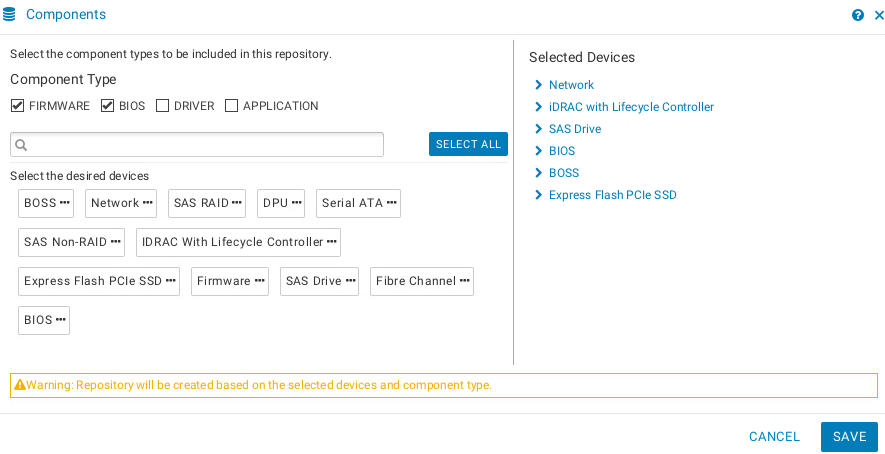 Components
Select the component types to be included in this repository.
Component Type
FIRMWARE BIOS DRIVER APPLICATION
SELECT ALL
Select the desired devices
BOSS ••• Network ••• SAS RAID ••• DPU ••• Serial ATA •••
SAS Non-RAID ••• IDRAC With Lifecycle Controller •••
Express Flash PCIe SSD ••• Firmware ••• SAS Drive ••• Fibre Channel •••
BIOS •••
Selected Devices
Network
iDRAC with Lifecycle Controller
SAS Drive
BIOS
BOSS
Express Flash PCIe SSD
Warning: Repository will be created based on the selected devices and component type.
CANCEL SAVE